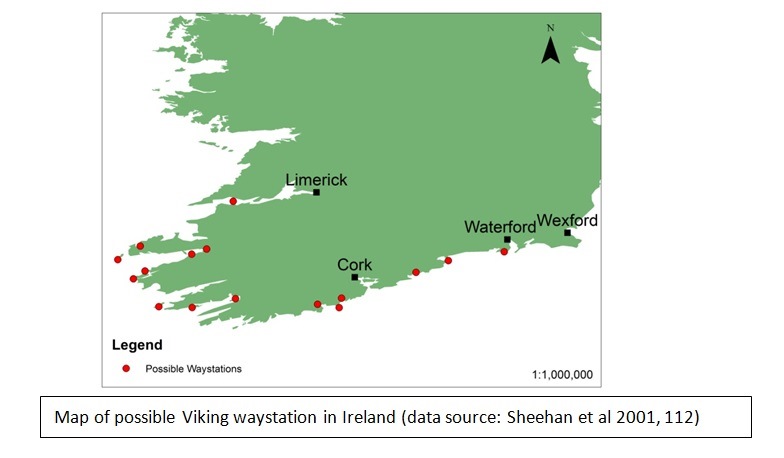 N
Limerick
Waterford
Wexford
Cork
Legend
Possible Waystations
1:1,000,000
Map of possible Viking waystation in Ireland (data source: Sheehan et al 2001, 112)